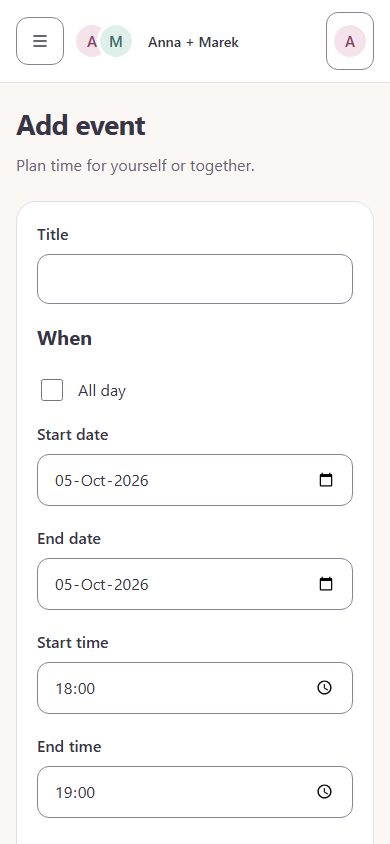 A M Anna + Marek A
Add event
Plan time for yourself or together.
Title
When
All day
Start date
05-Oct-2026
End date
05-Oct-2026
Start time
18:00
End time
19:00